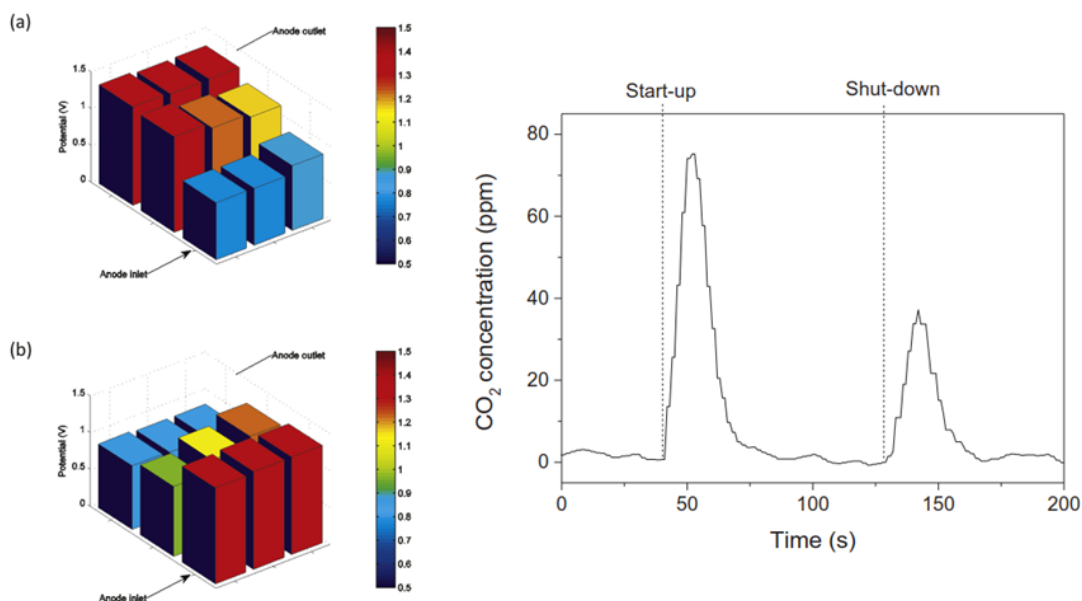 (a)
Anode outlet
1.5
1
0.5
0
Potential (V)
Anode inlet
1.5
1.4
1.3
1.2
1.1
1
0.9
0.8
0.7
0.6
0.5
(b)
Anode outlet
1.5
1
0.5
0
Potential (V)
Anode inlet
1.5
1.4
1.3
1.2
1.1
1
0.9
0.8
0.7
0.6
0.5
Start-up Shut-down
80
60
40
20
0
CO2 concentration (ppm)
0 50 100 150 200
Time (s)